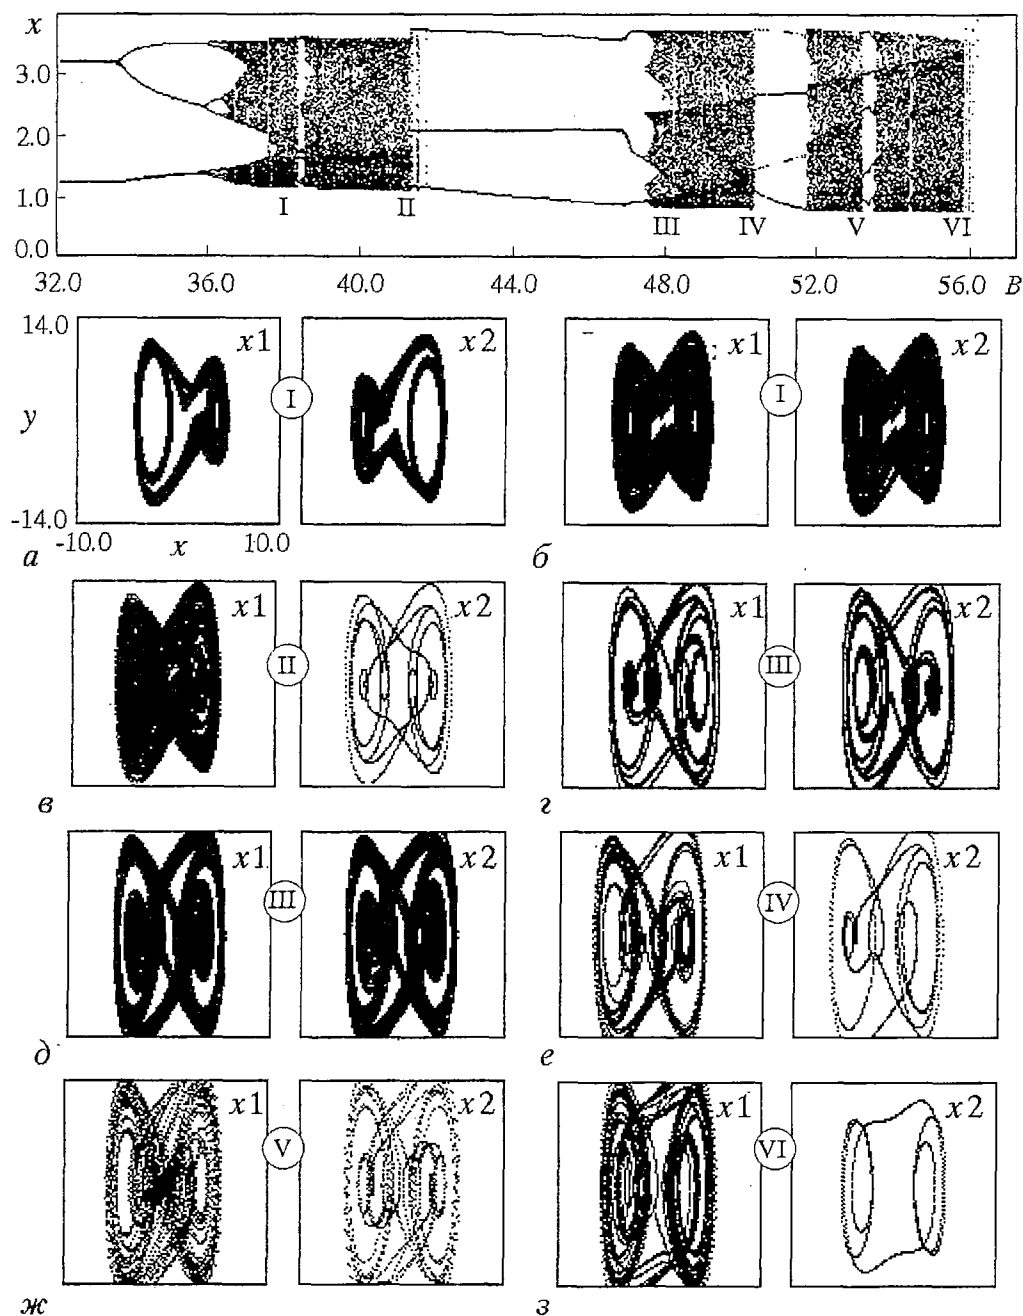 x
3.0
2.0
1.0
0.0
I II III IV V VI
32.0 36.0 40.0 44.0 48.0 52.0 56.0 B
14.0 x1 I x2 x1 I x2
y
-14.0
-10.0 x 10.0
а б
x1 II x2 x1 III x2
в г
x1 III x2 x1 IV x2
д е
x1 V x2 x1 VI x2
ж з